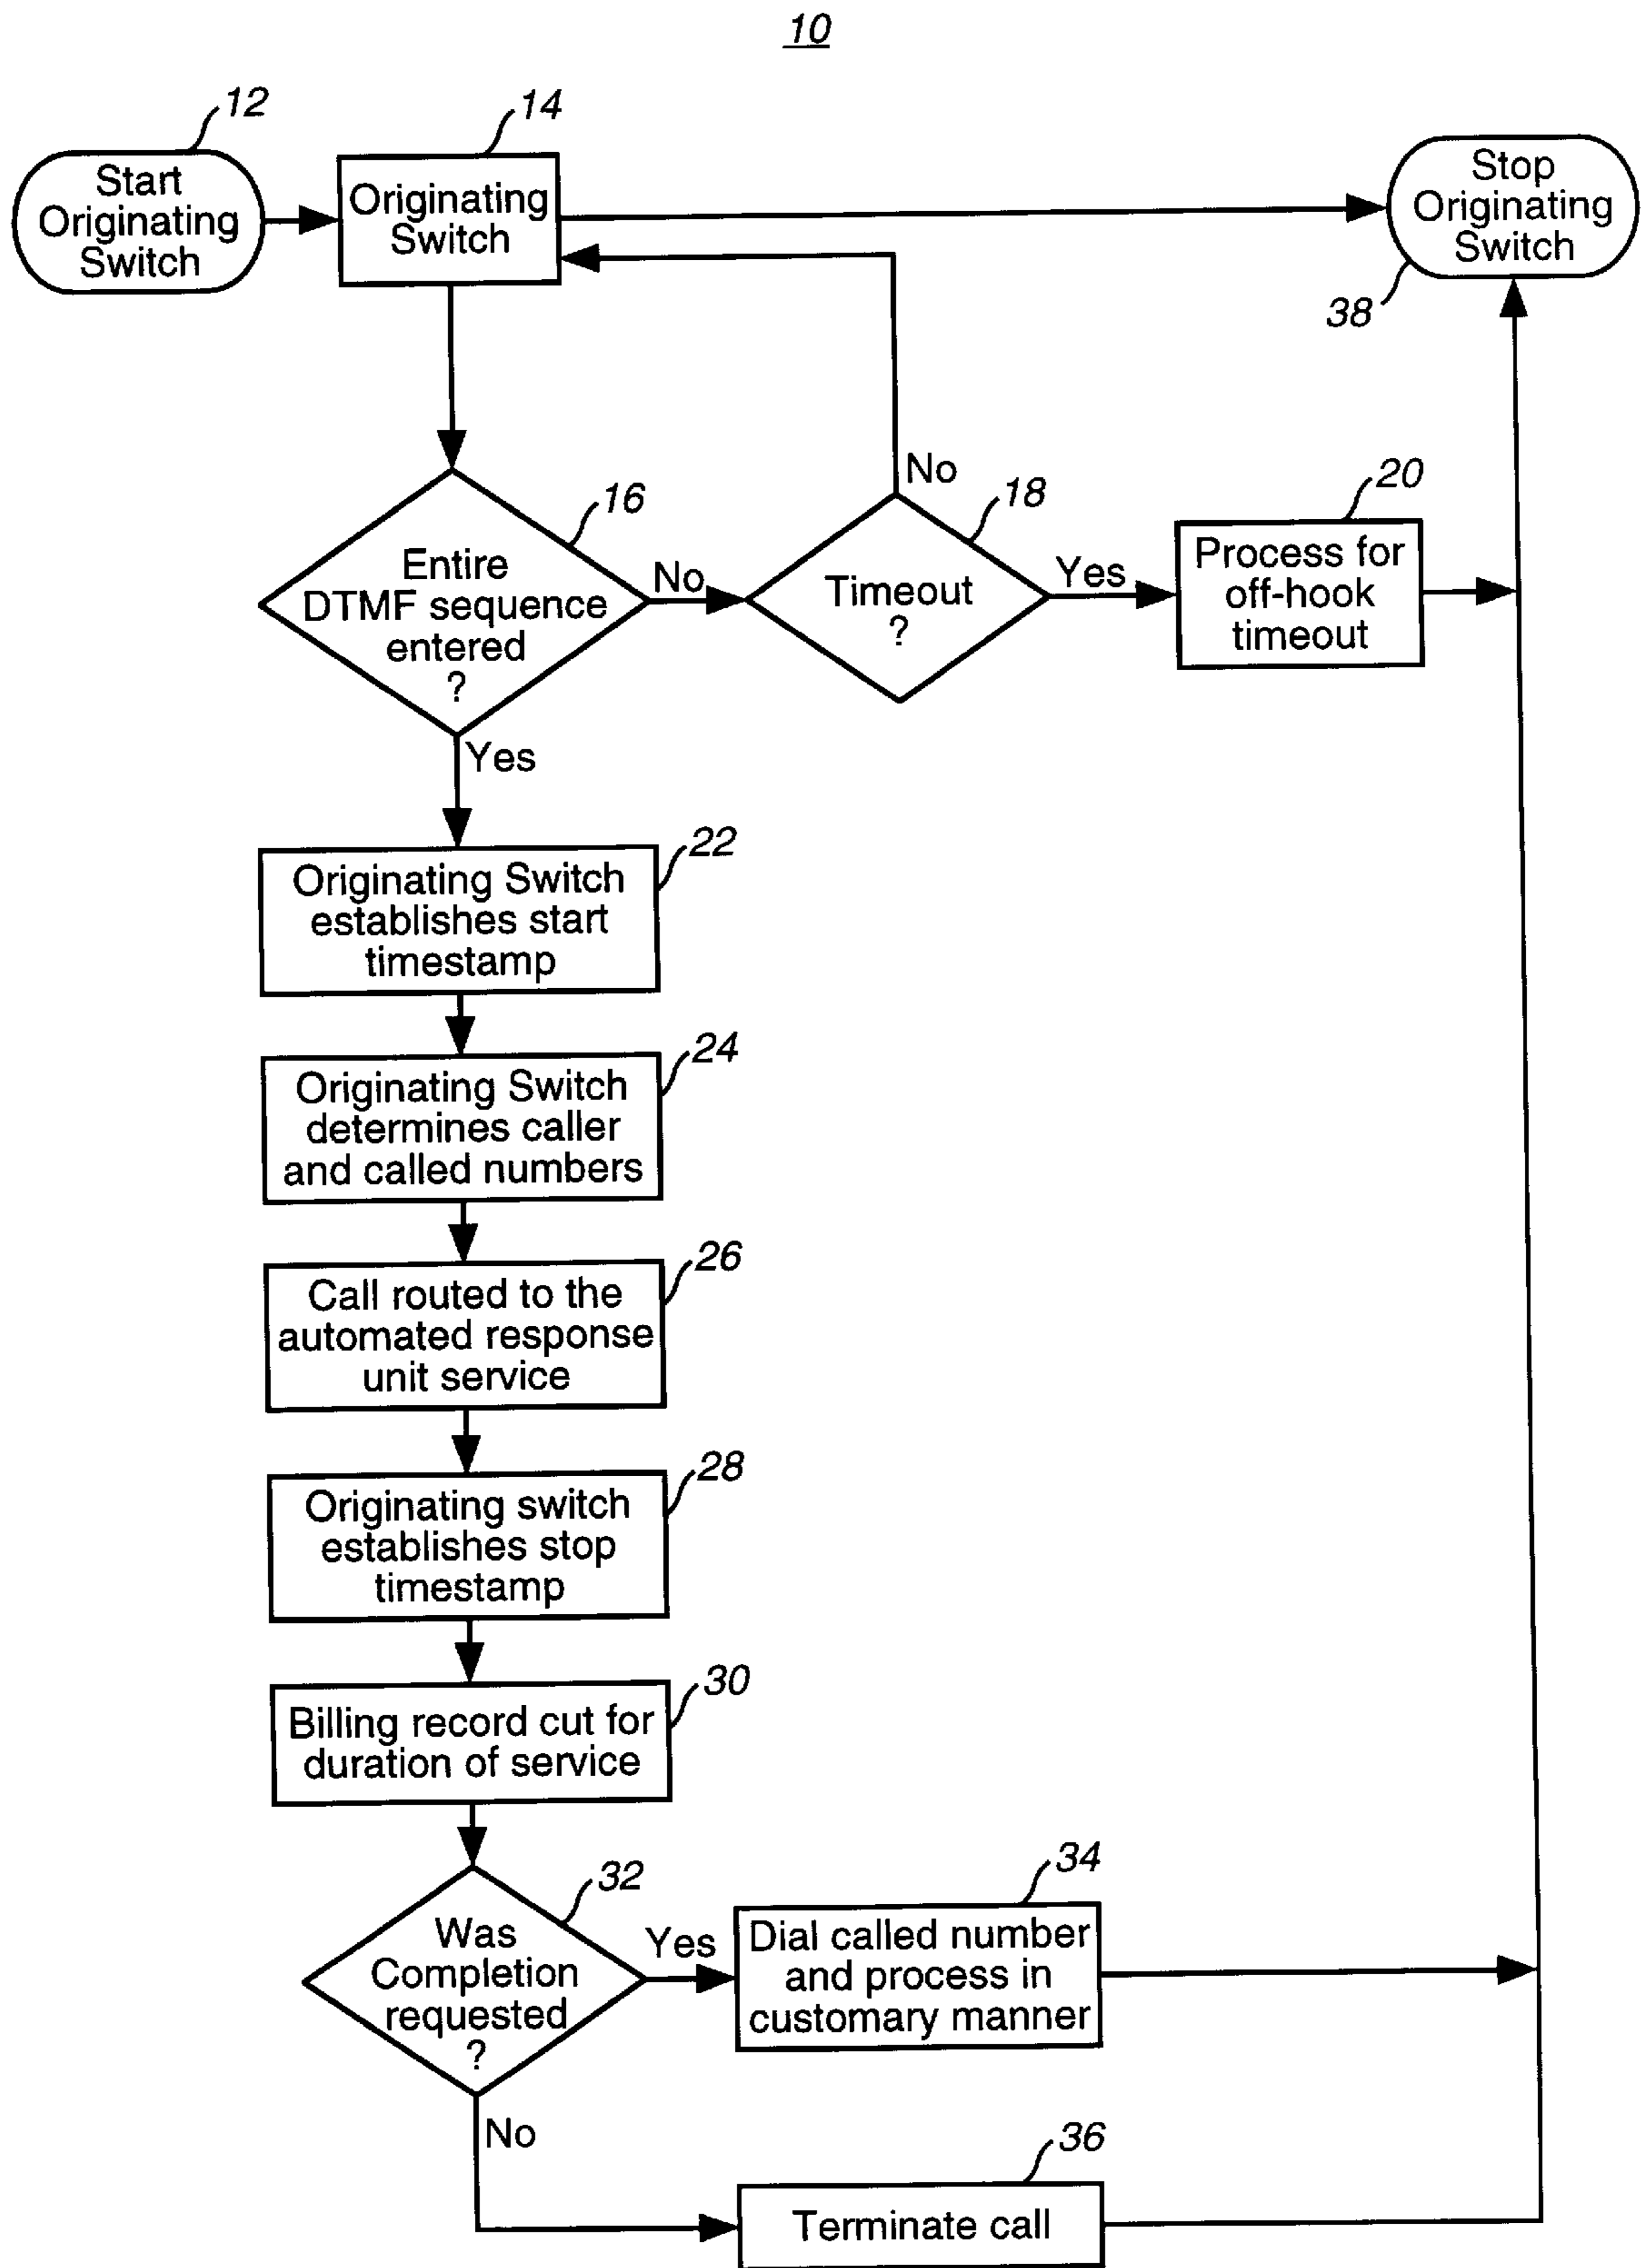 10
12
Start
Originating
Switch
14
Originating
Switch
Stop
Originating
Switch
38
16
Entire
DTMF sequence
entered
?
No
18
Timeout
?
No
Yes
20
Process for
off-hook
timeout
Yes
22
Originating Switch
establishes start
timestamp
24
Originating Switch
determines caller
and called numbers
26
Call routed to the
automated response
unit service
28
Originating switch
establishes stop
timestamp
30
Billing record cut for
duration of service
32
Was
Completion
requested
?
Yes
34
Dial called number
and process in
customary manner
No
36
Terminate call